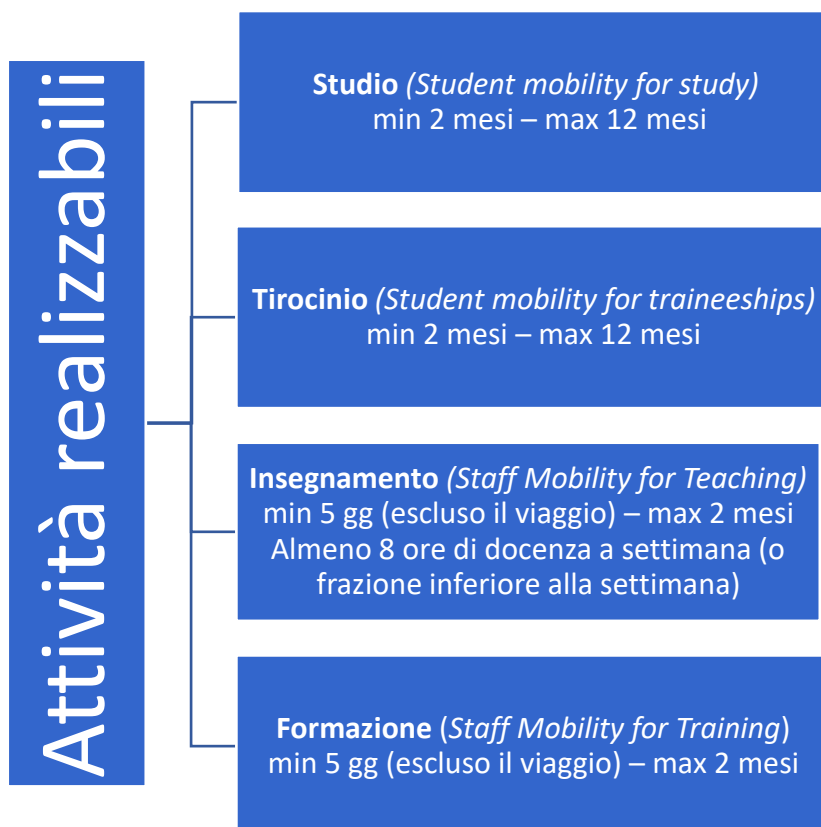 Attività realizzabili
Studio (Student mobility for study)
min 2 mesi – max 12 mesi
Tirocinio (Student mobility for traineeships)
min 2 mesi – max 12 mesi
Insegnamento (Staff Mobility for Teaching)
min 5 gg (escluso il viaggio) – max 2 mesi
Almeno 8 ore di docenza a settimana (o
frazione inferiore alla settimana)
Formazione (Staff Mobility for Training)
min 5 gg (escluso il viaggio) – max 2 mesi